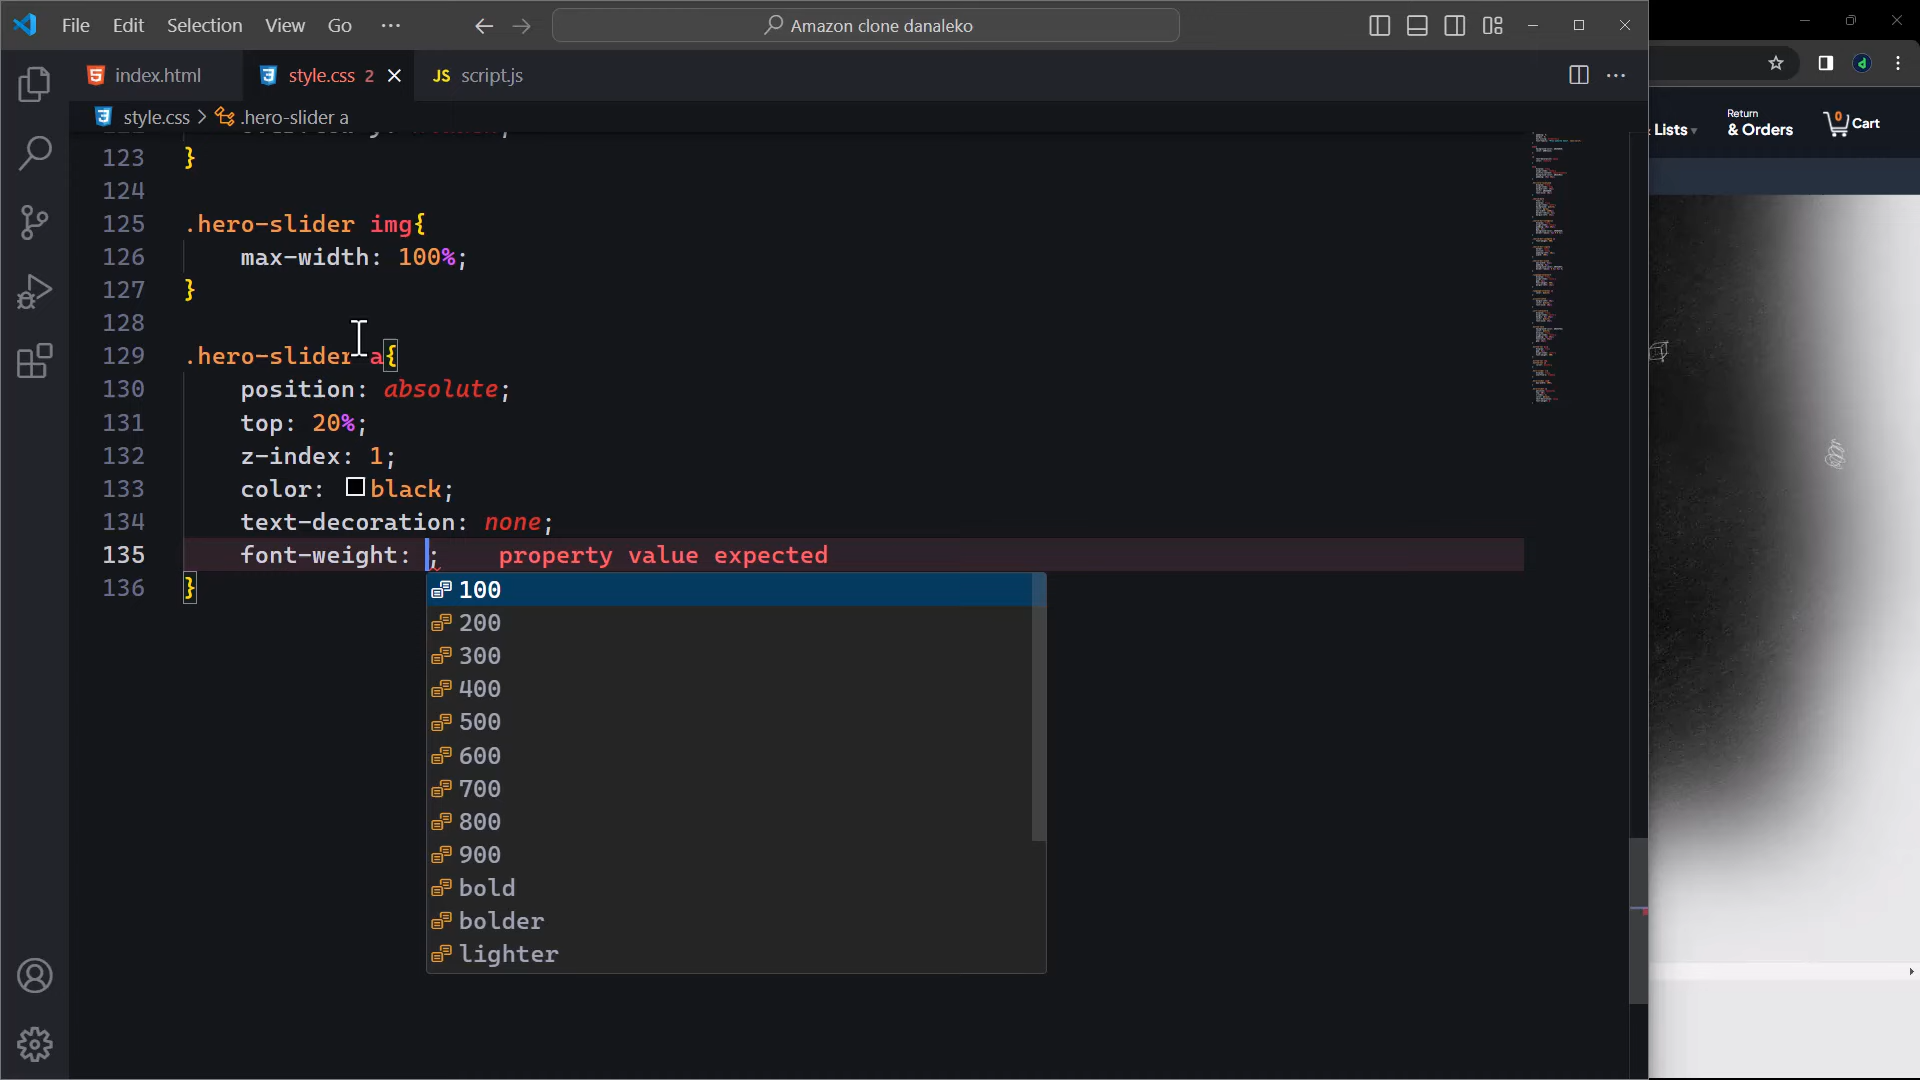 File Edit Selection View Go ···
Amazon clone danaleko
index.html
style.css 2
JS script.js
style.css > .hero-slider a
123 }
124
125 .hero-slider img{
126 max-width: 100%;
127 }
128
129 .hero-slider a{
130 position: absolute;
131 top: 20%;
132 z-index: 1;
133 color: black;
134 text-decoration: none;
135 font-weight: ; property value expected
136 }
100
200
300
400
500
600
700
800
900
bold
bolder
lighter
Lists
Return
& Orders
0
Cart
d